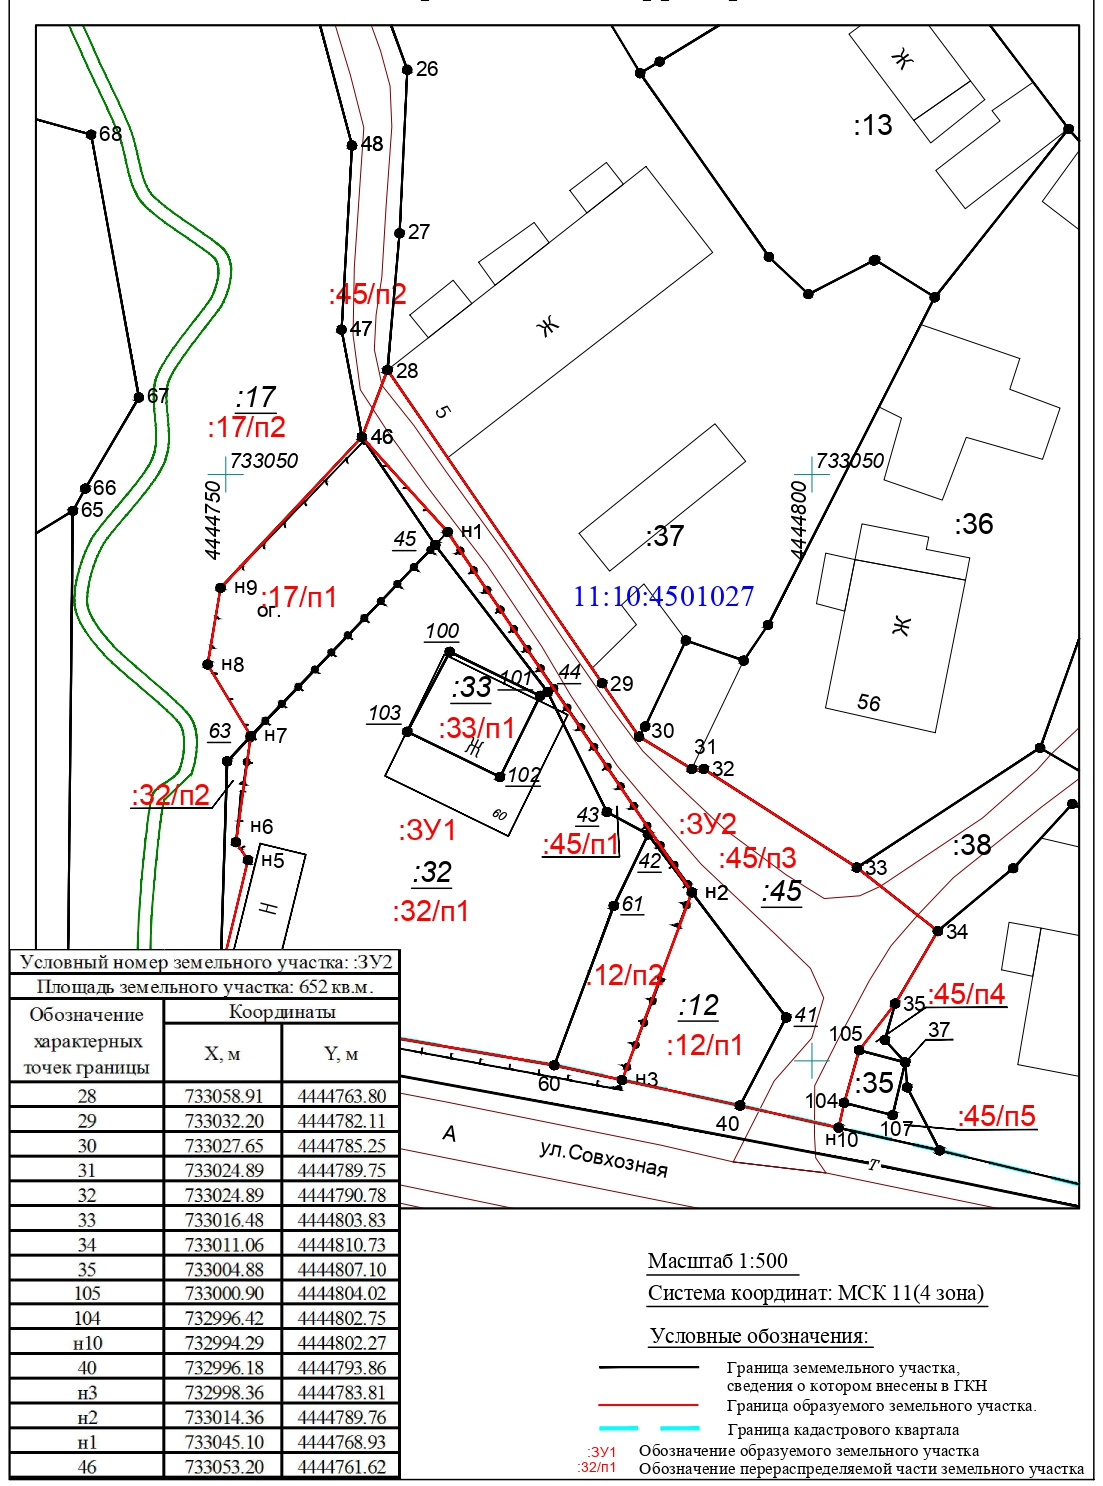 26
:13
Ж
68
48
27
:45/п2
47
Ж
28
67
:17
5
:17/п2
46
733050
733050
66
4444750
4444800
65
н1
:36
45
:37
н9
:17/п1
11:10:4501027
ог.
100
Ж
н8
101
44
:33
29
103
:33/п1
56
63
н7
Ж
30
31
102
32
:32/п2
43
60
н6
:ЗУ1
:ЗУ2
:38
:45/п1
42
:45/п3
н5
33
:32
н2
:45
Н
:32/п1
61
34
:12/п2
:12
35
:45/п4
41
37
:12/п1
105
60
н3
:35
104
40
107
:45/п5
н10
А
ул.Совхозная
Т
Условный номер земельного участка: :ЗУ2
Площадь земельного участка: 652 кв.м.
Обозначение характерных точек границы Координаты
X, м Y, м
28 733058.91 4444763.80
29 733032.20 4444782.11
30 733027.65 4444785.25
31 733024.89 4444789.75
32 733024.89 4444790.78
33 733016.48 4444803.83
34 733011.06 4444810.73
35 733004.88 4444807.10
105 733000.90 4444804.02
104 732996.42 4444802.75
н10 732994.29 4444802.27
40 732996.18 4444793.86
н3 732998.36 4444783.81
н2 733014.36 4444789.76
н1 733045.10 4444768.93
46 733053.20 4444761.62
Масштаб 1:500
Система координат: МСК 11(4 зона)
Условные обозначения:
Граница земемельного участка,
сведения о котором внесены в ГКН
Граница образуемого земельного участка.
Граница кадастрового квартала
:ЗУ1 Обозначение образуемого земельного участка
:32/п1 Обозначение перераспределяемой части земельного участка